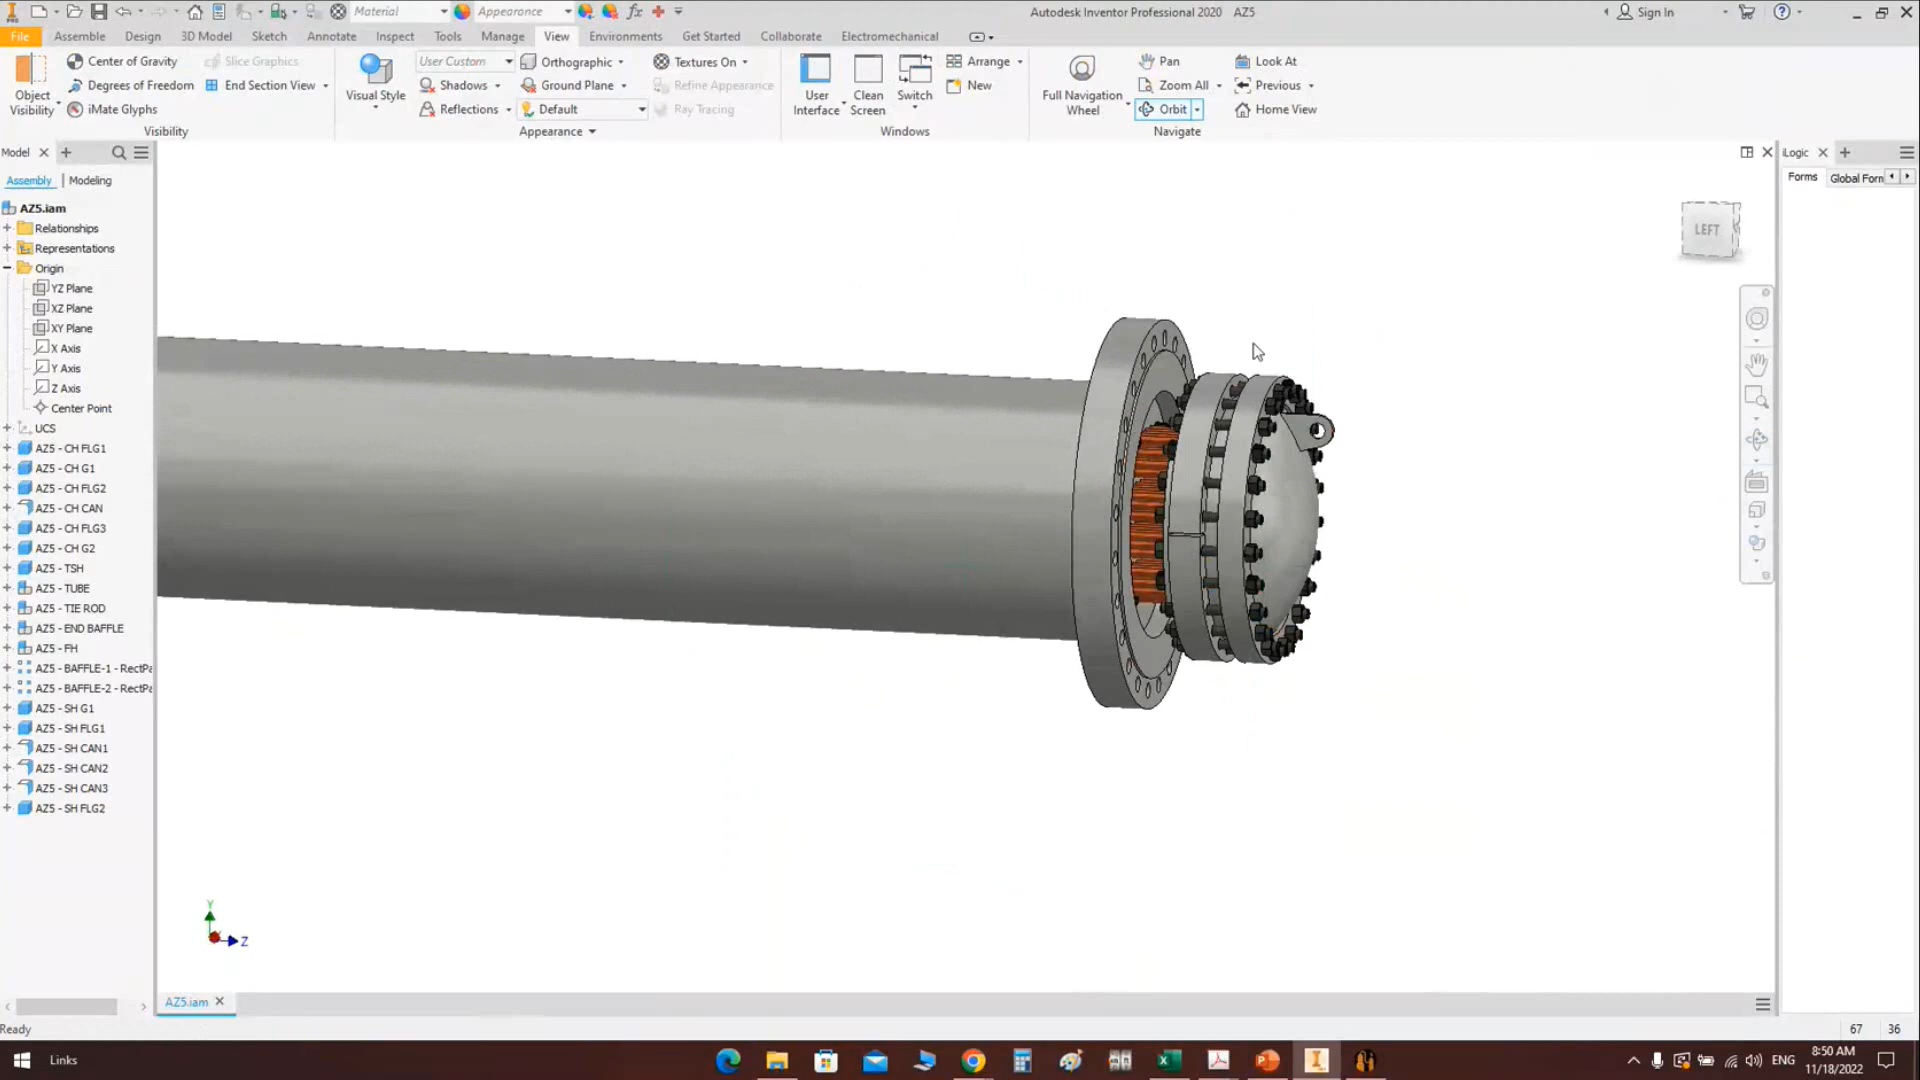 Material
Appearance
Autodesk Inventor Professional 2020 AZ5
Sign In
File Assemble Design 3D Model Sketch Annotate Inspect Tools Manage View Environments Get Started Collaborate Electromechanical
Object Visibility
Center of Gravity
Degrees of Freedom
iMate Glyphs
Slice Graphics
End Section View
Visibility
Visual Style
User Custom
Shadows
Reflections
Orthographic
Ground Plane
Default
Textures On
Refine Appearance
Ray Tracing
Appearance
User Interface
Clean Screen
Switch
Arrange
New
Windows
Full Navigation Wheel
Pan
Zoom All
Orbit
Look At
Previous
Home View
Navigate
Model
Assembly
Modeling
AZ5.iam
Relationships
Representations
Origin
YZ Plane
XZ Plane
XY Plane
X Axis
Y Axis
Z Axis
Center Point
UCS
AZ5 - CH FLG1
AZ5 - CH G1
AZ5 - CH FLG2
AZ5 - CH CAN
AZ5 - CH FLG3
AZ5 - CH G2
AZ5 - TSH
AZ5 - TUBE
AZ5 - TIE ROD
AZ5 - END BAFFLE
AZ5 - FH
AZ5 - BAFFLE-1 - RectPa
AZ5 - BAFFLE-2 - RectPa
AZ5 - SH G1
AZ5 - SH FLG1
AZ5 - SH CAN1
AZ5 - SH CAN2
AZ5 - SH CAN3
AZ5 - SH FLG2
LEFT
iLogic
Forms
Global Forn
Y
Z
AZ5.iam
Ready
67 36
Links
ENG
8:50 AM
11/18/2022